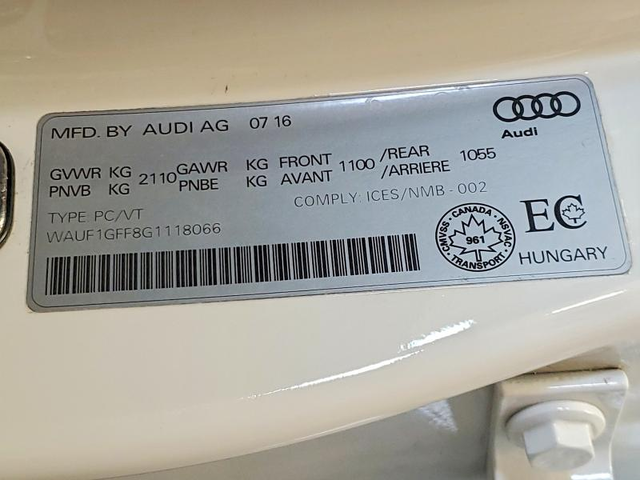 MFD. BY AUDI AG 07 16
Audi
GVWR KG 2110 GAWR KG FRONT 1100 /REAR 1055
PNVB KG PNBE KG AVANT /ARRIERE
COMPLY: ICES/NMB - 002
TYPE PC/VT
WAUF1GFF8G1118066
CMVSS - CANADA - NSVAC
961
TRANSPORT
EC
HUNGARY